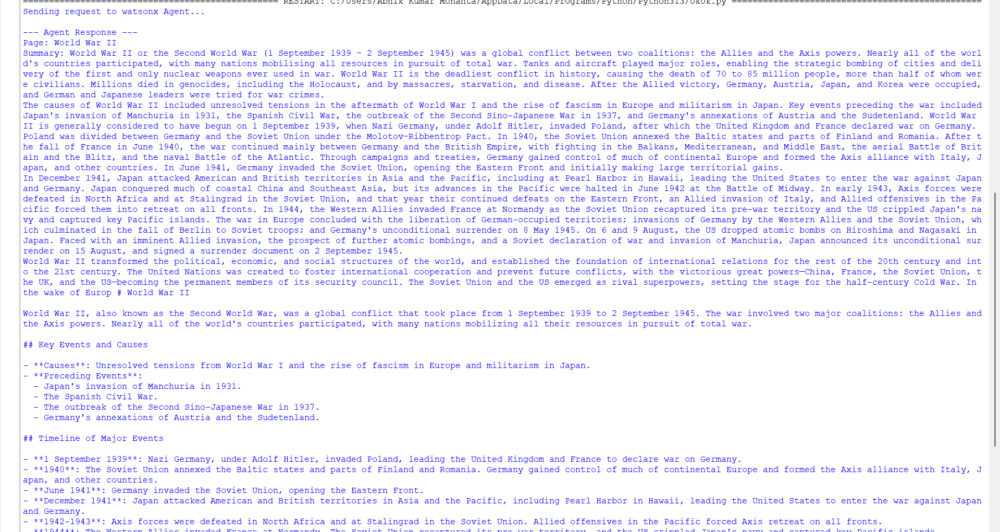 ================================================= RESTART: C:/Users/Abhik Kumar Mohanta/AppData/Local/Programs/Python/Python313/okok.py ================================================
Sending request to watsonx Agent...
--- Agent Response ---
Page: World War II
Summary: World War II or the Second World War (1 September 1939 – 2 September 1945) was a global conflict between two coalitions: the Allies and the Axis powers. Nearly all of the worl
d's countries participated, with many nations mobilising all resources in pursuit of total war. Tanks and aircraft played major roles, enabling the strategic bombing of cities and deli
very of the first and only nuclear weapons ever used in war. World War II is the deadliest conflict in history, causing the death of 70 to 85 million people, more than half of whom wer
e civilians. Millions died in genocides, including the Holocaust, and by massacres, starvation, and disease. After the Allied victory, Germany, Austria, Japan, and Korea were occupied,
and German and Japanese leaders were tried for war crimes.
The causes of World War II included unresolved tensions in the aftermath of World War I and the rise of fascism in Europe and militarism in Japan. Key events preceding the war included
Japan's invasion of Manchuria in 1931, the Spanish Civil War, the outbreak of the Second Sino-Japanese War in 1937, and Germany's annexations of Austria and the Sudetenland. World War
II is generally considered to have begun on 1 September 1939, when Nazi Germany, under Adolf Hitler, invaded Poland, after which the United Kingdom and France declared war on Germany.
Poland was divided between Germany and the Soviet Union under the Molotov–Ribbentrop Pact. In 1940, the Soviet Union annexed the Baltic states and parts of Finland and Romania. After t
he fall of France in June 1940, the war continued mainly between Germany and the British Empire, with fighting in the Balkans, Mediterranean, and Middle East, the aerial Battle of Brit
ain and the Blitz, and the naval Battle of the Atlantic. Through campaigns and treaties, Germany gained control of much of continental Europe and formed the Axis alliance with Italy, J
apan, and other countries. In June 1941, Germany invaded the Soviet Union, opening the Eastern Front and initially making large territorial gains.
In December 1941, Japan attacked American and British territories in Asia and the Pacific, including at Pearl Harbor in Hawaii, leading the United States to enter the war against Japan
and Germany. Japan conquered much of coastal China and Southeast Asia, but its advances in the Pacific were halted in June 1942 at the Battle of Midway. In early 1943, Axis forces were
defeated in North Africa and at Stalingrad in the Soviet Union, and that year their continued defeats on the Eastern Front, an Allied invasion of Italy, and Allied offensives in the Pa
cific forced them into retreat on all fronts. In 1944, the Western Allies invaded France at Normandy as the Soviet Union recaptured its pre-war territory and the US crippled Japan's na
vy and captured key Pacific islands. The war in Europe concluded with the liberation of German-occupied territories; invasions of Germany by the Western Allies and the Soviet Union, wh
ich culminated in the fall of Berlin to Soviet troops; and Germany's unconditional surrender on 8 May 1945. On 6 and 9 August, the US dropped atomic bombs on Hiroshima and Nagasaki in
Japan. Faced with an imminent Allied invasion, the prospect of further atomic bombings, and a Soviet declaration of war and invasion of Manchuria, Japan announced its unconditional sur
render on 15 August, and signed a surrender document on 2 September 1945.
World War II transformed the political, economic, and social structures of the world, and established the foundation of international relations for the rest of the 20th century and int
o the 21st century. The United Nations was created to foster international cooperation and prevent future conflicts, with the victorious great powers—China, France, the Soviet Union, t
he UK, and the US—becoming the permanent members of its security council. The Soviet Union and the US emerged as rival superpowers, setting the stage for the half-century Cold War. In
the wake of Europ # World War II
World War II, also known as the Second World War, was a global conflict that took place from 1 September 1939 to 2 September 1945. The war involved two major coalitions: the Allies and
the Axis powers. Nearly all of the world's countries participated, with many nations mobilizing all their resources in pursuit of total war.
## Key Events and Causes
- **Causes**: Unresolved tensions from World War I and the rise of fascism in Europe and militarism in Japan.
- **Preceding Events**:
- Japan's invasion of Manchuria in 1931.
- The Spanish Civil War.
- The outbreak of the Second Sino-Japanese War in 1937.
- Germany's annexations of Austria and the Sudetenland.
## Timeline of Major Events
- **1 September 1939**: Nazi Germany, under Adolf Hitler, invaded Poland, leading the United Kingdom and France to declare war on Germany.
- **1940**: The Soviet Union annexed the Baltic states and parts of Finland and Romania. Germany gained control of much of continental Europe and formed the Axis alliance with Italy, J
apan, and other countries.
- **June 1941**: Germany invaded the Soviet Union, opening the Eastern Front.
- **December 1941**: Japan attacked American and British territories in Asia and the Pacific, including Pearl Harbor in Hawaii, leading the United States to enter the war against Japan
and Germany.
- **1942-1943**: Axis forces were defeated in North Africa and at Stalingrad in the Soviet Union. Allied offensives in the Pacific forced Axis retreat on all fronts.
- **1944**: The Western Allies invaded France at Normandy. The Soviet Union recaptured its pre-war territory, and the US crippled Japan's navy and captured key Pacific islands.